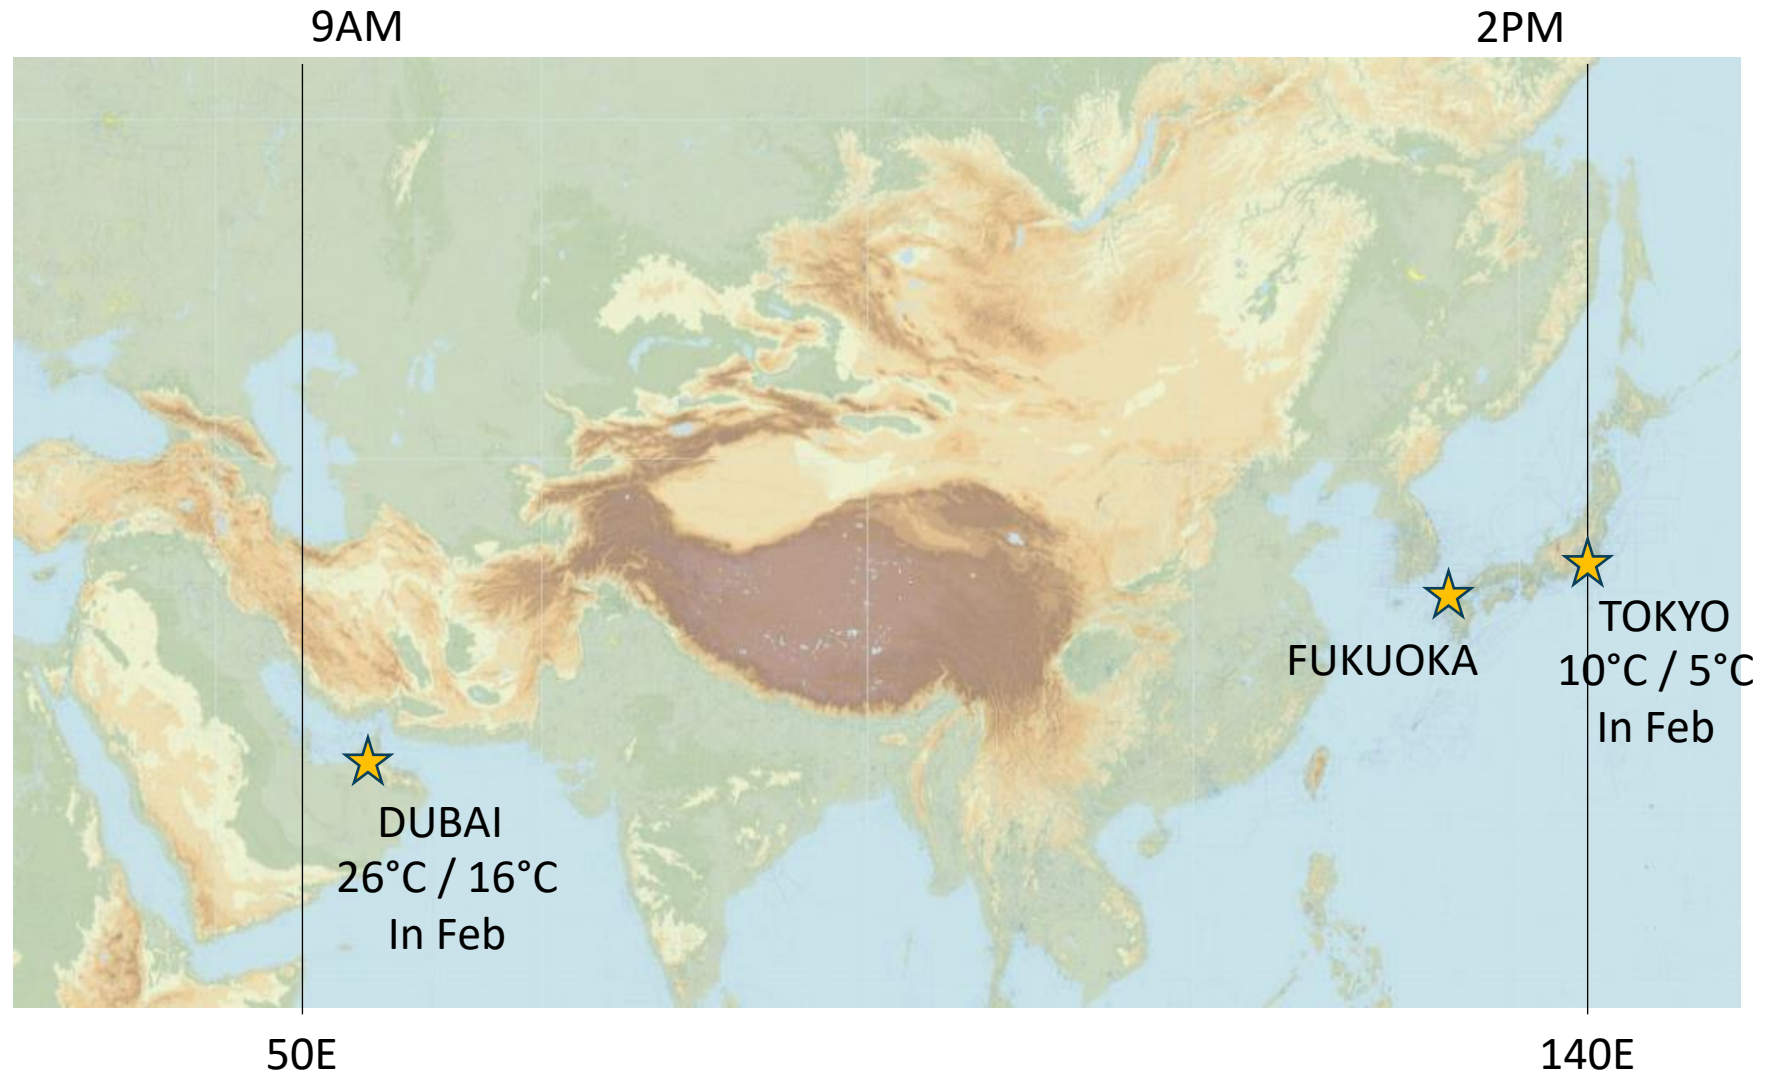 9AM
2PM
FUKUOKA
TOKYO
10°C / 5°C
In Feb
DUBAI
26°C / 16°C
In Feb
50E
140E